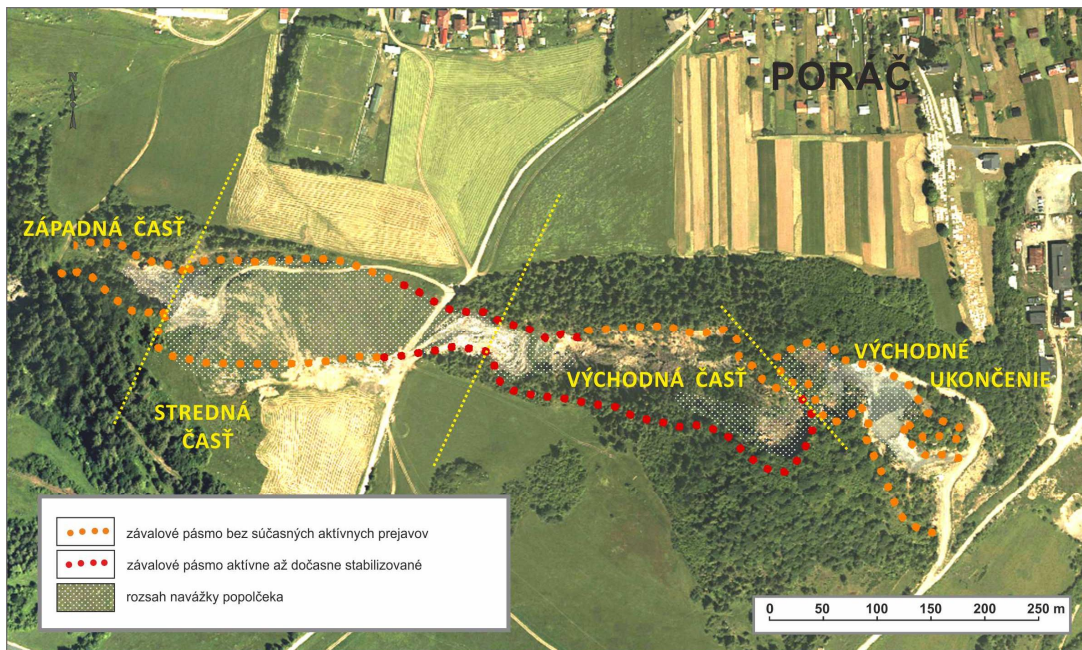 N
PORÁČ
ZÁPADNÁ ČASŤ
VÝCHODNÉ
UKONČENIE
VÝCHODNÁ ČASŤ
STREDNÁ
ČASŤ
závalové pásmo bez súčasných aktívnych prejavov
závalové pásmo aktívne až dočasne stabilizované
rozsah navážky popolčeka
0 50 100 150 200 250 m